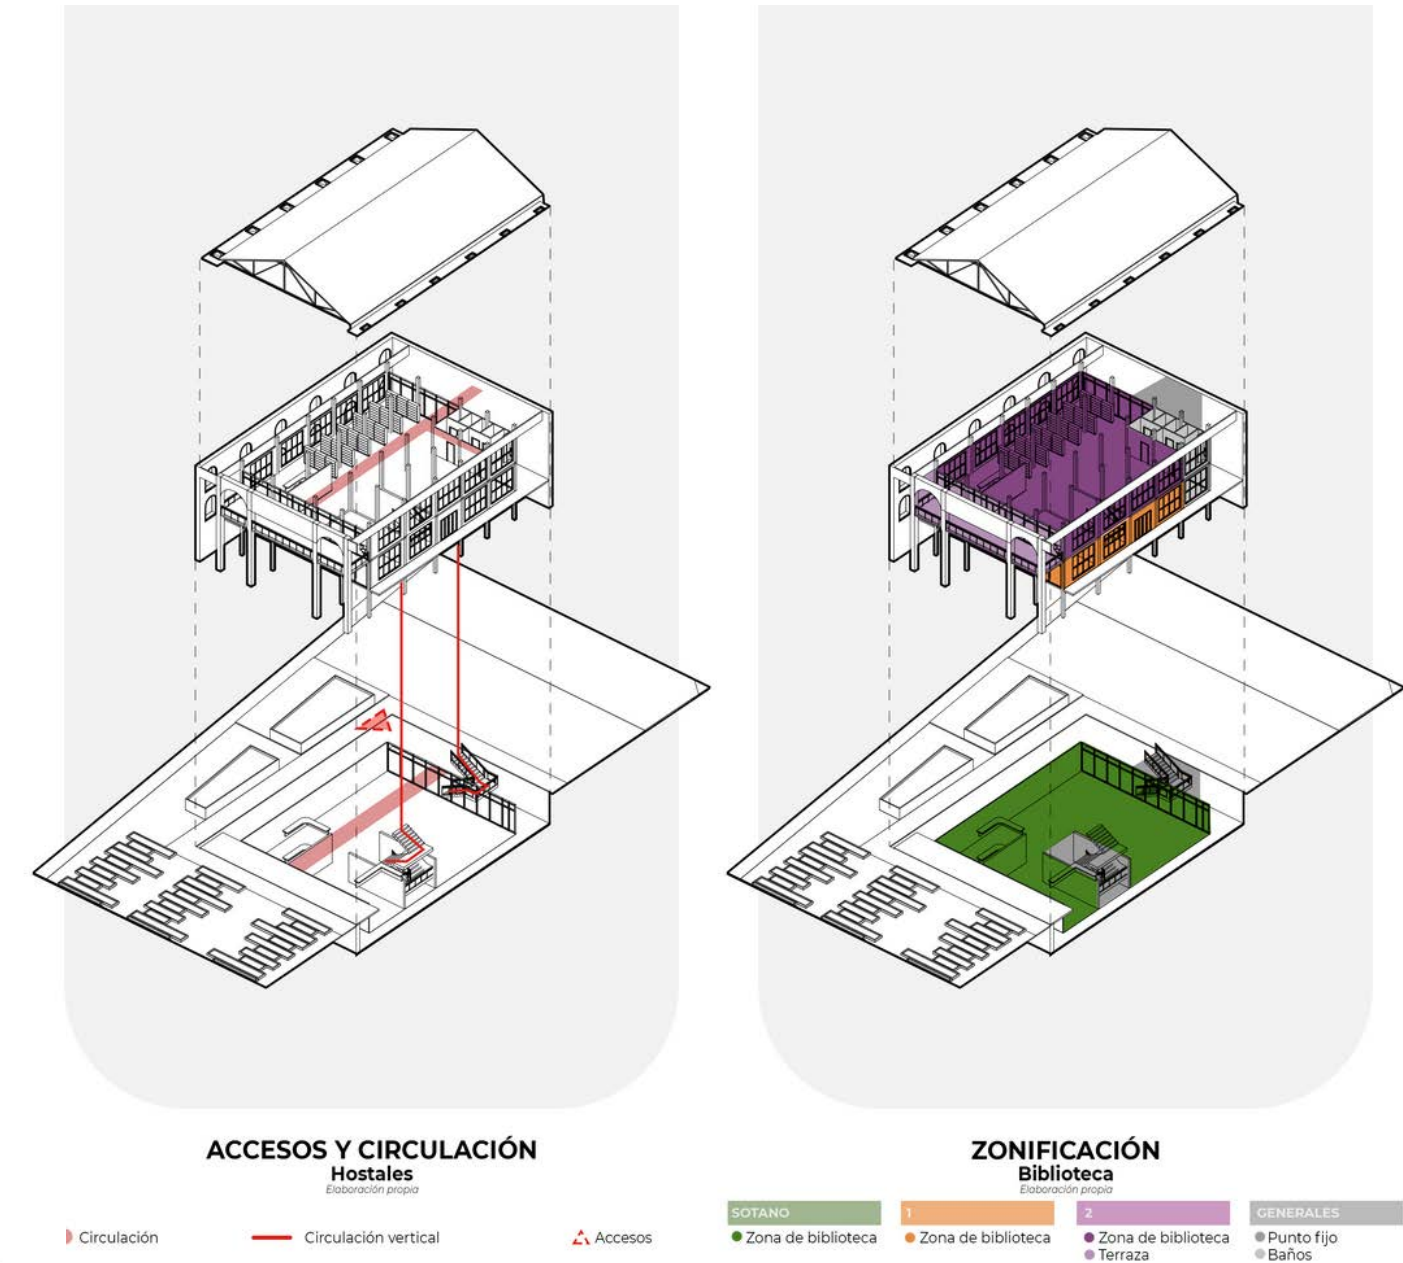 ACCESOS Y CIRCULACIÓN
Hostales
Elaboración propia
Circulación
Circulación vertical
Accesos
ZONIFICACIÓN
Biblioteca
Elaboración propia
SOTANO
Zona de biblioteca
1
Zona de biblioteca
2
Zona de biblioteca
Terraza
GENERALES
Punto fijo
Baños